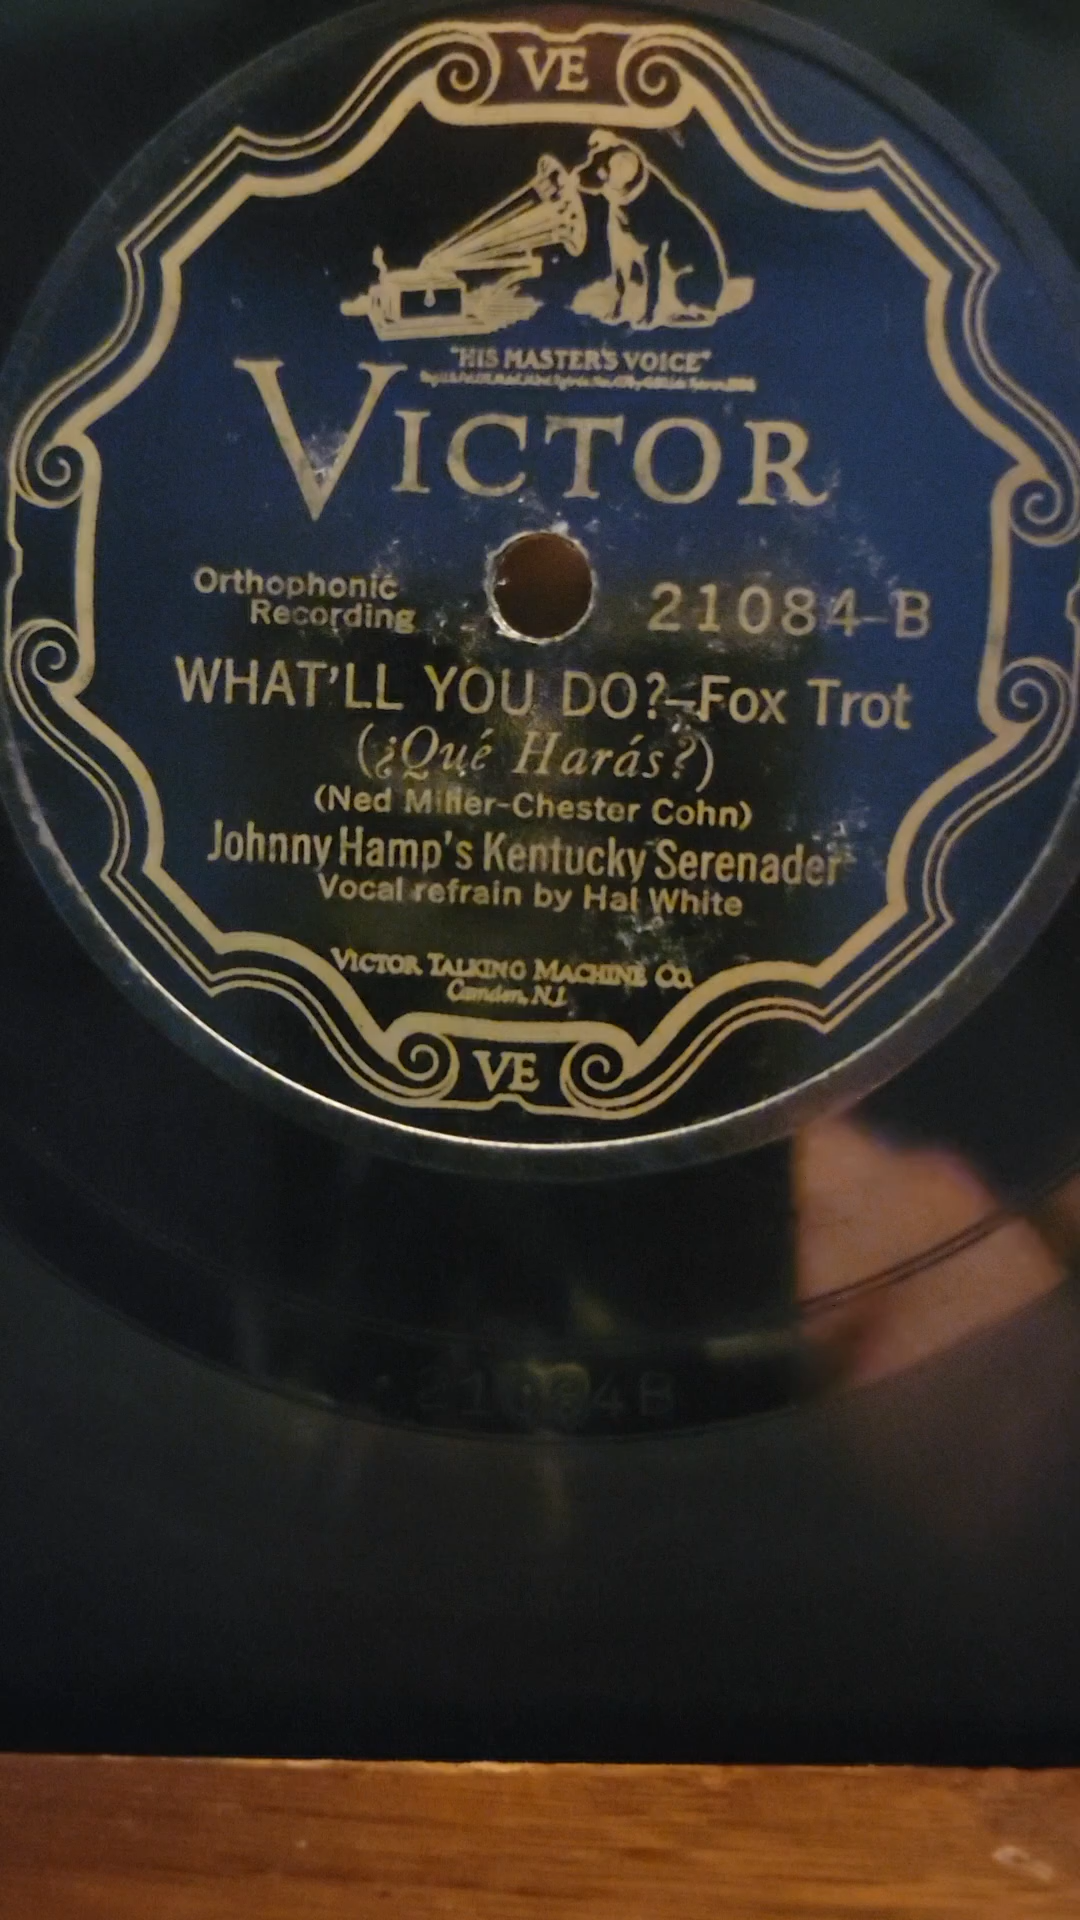 VE
"HIS MASTER'S VOICE"
VICTOR
Orthophonic
Recording
21084-B
WHAT'LL YOU DO?-Fox Trot
(¿Qué Harás?)
(Ned Miller-Chester Cohn)
Johnny Hamp's Kentucky Serenader
Vocal refrain by Hal White
VICTOR TALKING MACHINE CO.
Camden, N.J.
VE
21084B